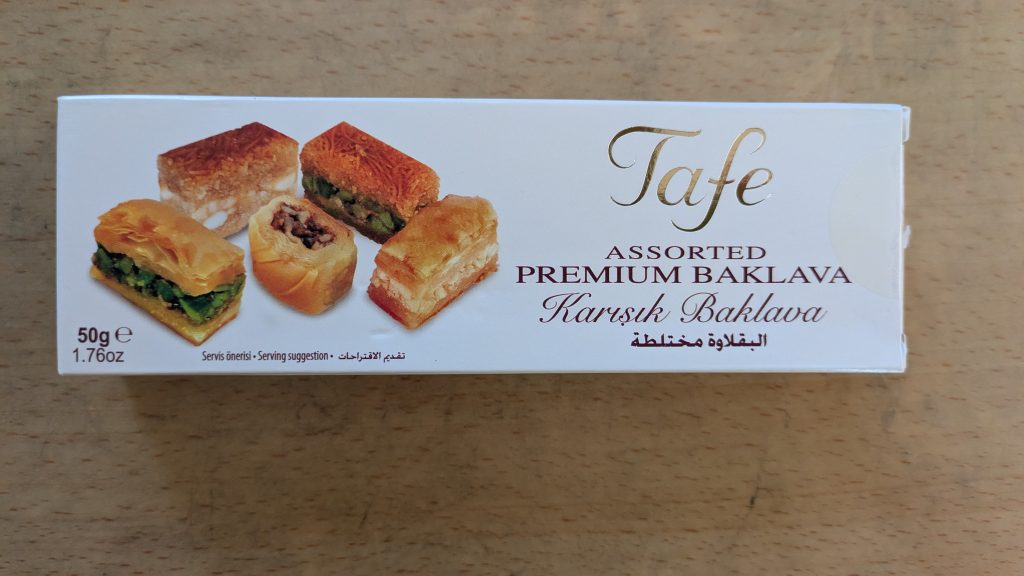 Tafe
ASSORTED
PREMIUM BAKLAVA
Karışık Baklava
البقلاوة مختلطة
50g ℮
1.76oz
Servis önerisi • Serving suggestion • تقديم الاقتراحات